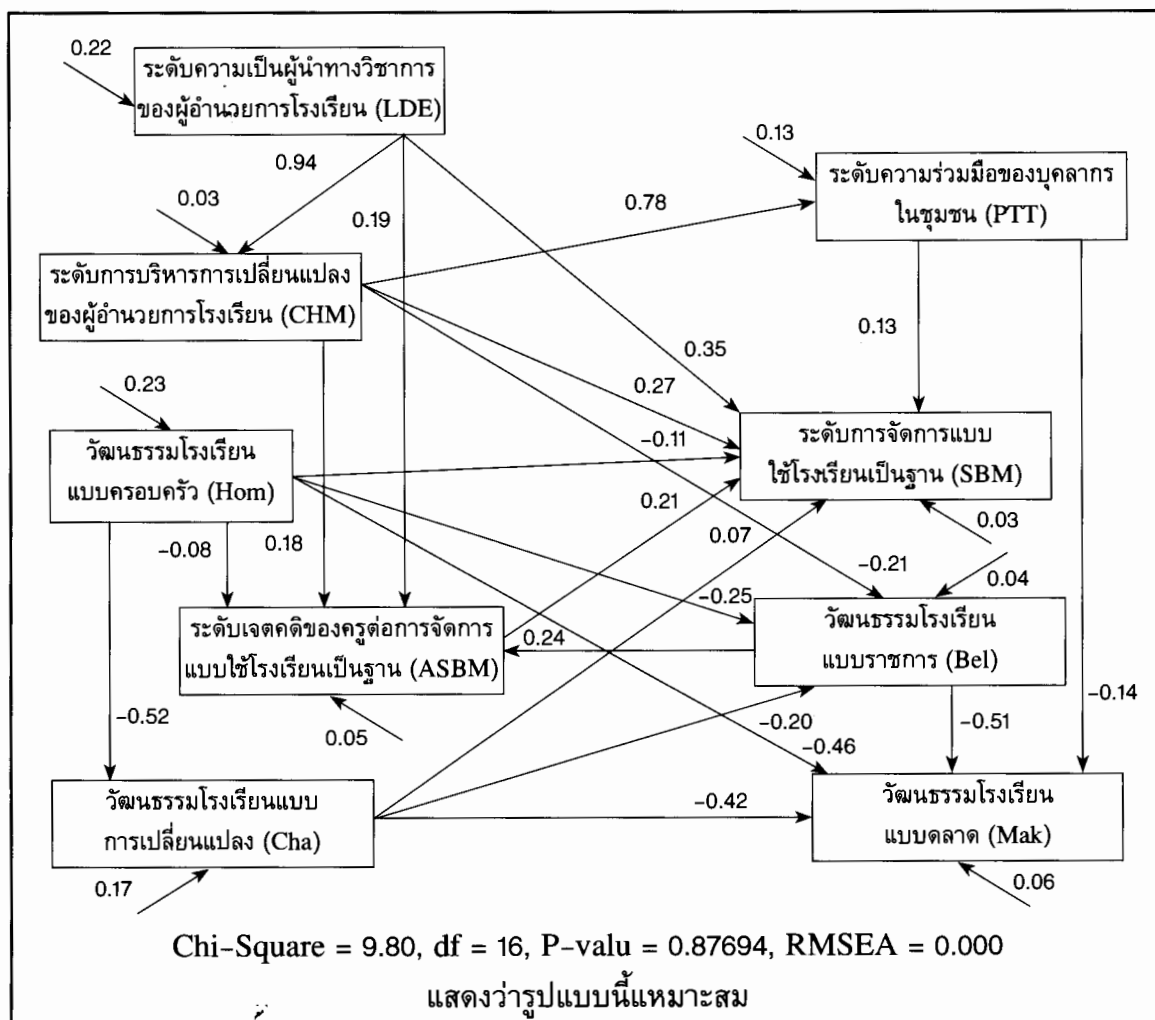 0.22
ระดับความเป็นผู้นำทางวิชาการ
ของผู้อำนวยการโรงเรียน (LDE)
0.94
0.13
ระดับความร่วมมือของบุคลากร
ในชุมชน (PTT)
0.03
0.19
0.78
ระดับการบริหารการเปลี่ยนแปลง
ของผู้อำนวยการโรงเรียน (CHM)
0.13
0.35
0.23
0.27
วัฒนธรรมโรงเรียน
แบบครอบครัว (Hom)
-0.11
ระดับการจัดการแบบ
ใช้โรงเรียนเป็นฐาน (SBM)
0.21
-0.08
0.18
0.07
0.03
-0.21
0.04
-0.25
ระดับเจตคติของครูต่อการจัดการ
แบบใช้โรงเรียนเป็นฐาน (ASBM)
0.24
วัฒนธรรมโรงเรียน
แบบราชการ (Bel)
-0.52
0.05
-0.20
-0.46
-0.51
-0.14
วัฒนธรรมโรงเรียนแบบ
การเปลี่ยนแปลง (Cha)
-0.42
วัฒนธรรมโรงเรียน
แบบตลาด (Mak)
0.17
0.06
Chi-Square = 9.80, df = 16, P-valu = 0.87694, RMSEA = 0.000
แสดงว่ารูปแบบนี้แหมาะสม